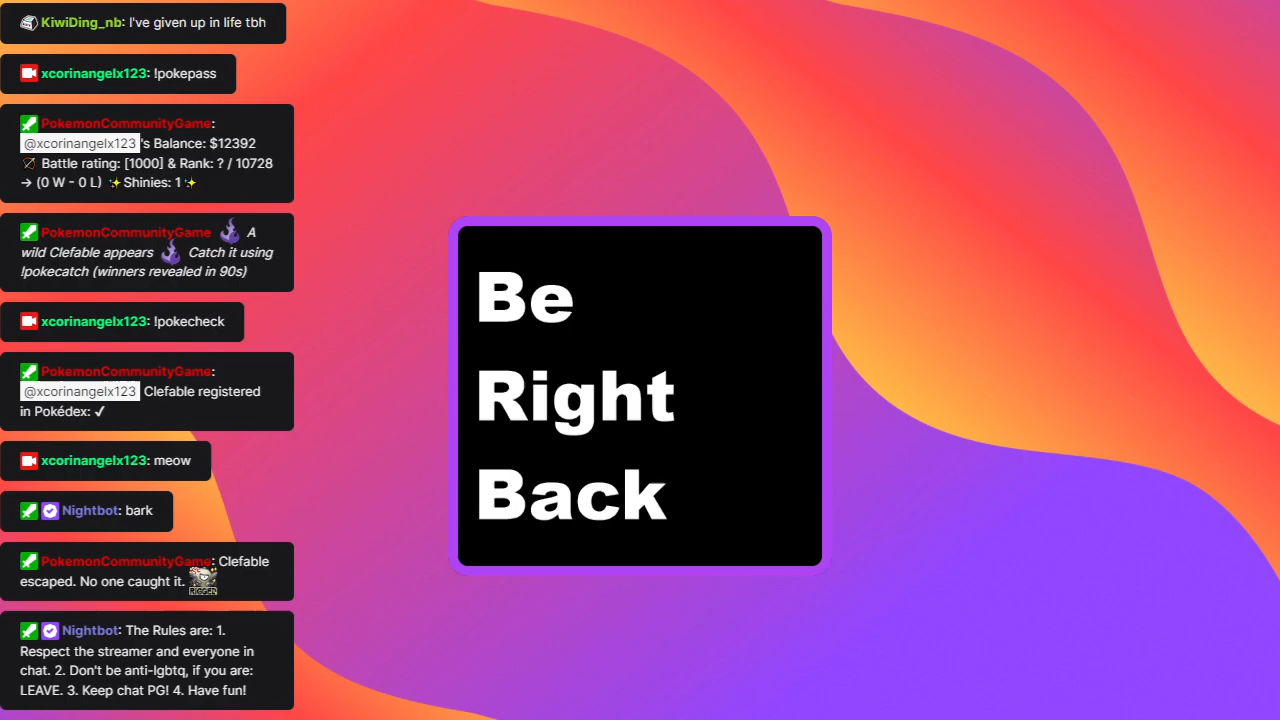 KiwiDing_nb: I've given up in life tbh
xcorinangelx123: !pokepass
PokemonCommunityGame:
@xcorinangelx123 's Balance: $12392
Battle rating: [1000] & Rank: ? / 10728
→ (0 W - 0 L) ✨Shinies: 1✨
PokemonCommunityGame A
wild Clefable appears Catch it using
!pokecatch (winners revealed in 90s)
xcorinangelx123: !pokecheck
PokemonCommunityGame:
@xcorinangelx123 Clefable registered
in Pokédex: ✔
xcorinangelx123: meow
Nightbot: bark
PokemonCommunityGame: Clefable
escaped. No one caught it.
RIGGED
Nightbot: The Rules are: 1.
Respect the streamer and everyone in
chat. 2. Don't be anti-lgbtq, if you are:
LEAVE. 3. Keep chat PG! 4. Have fun!
Be
Right
Back